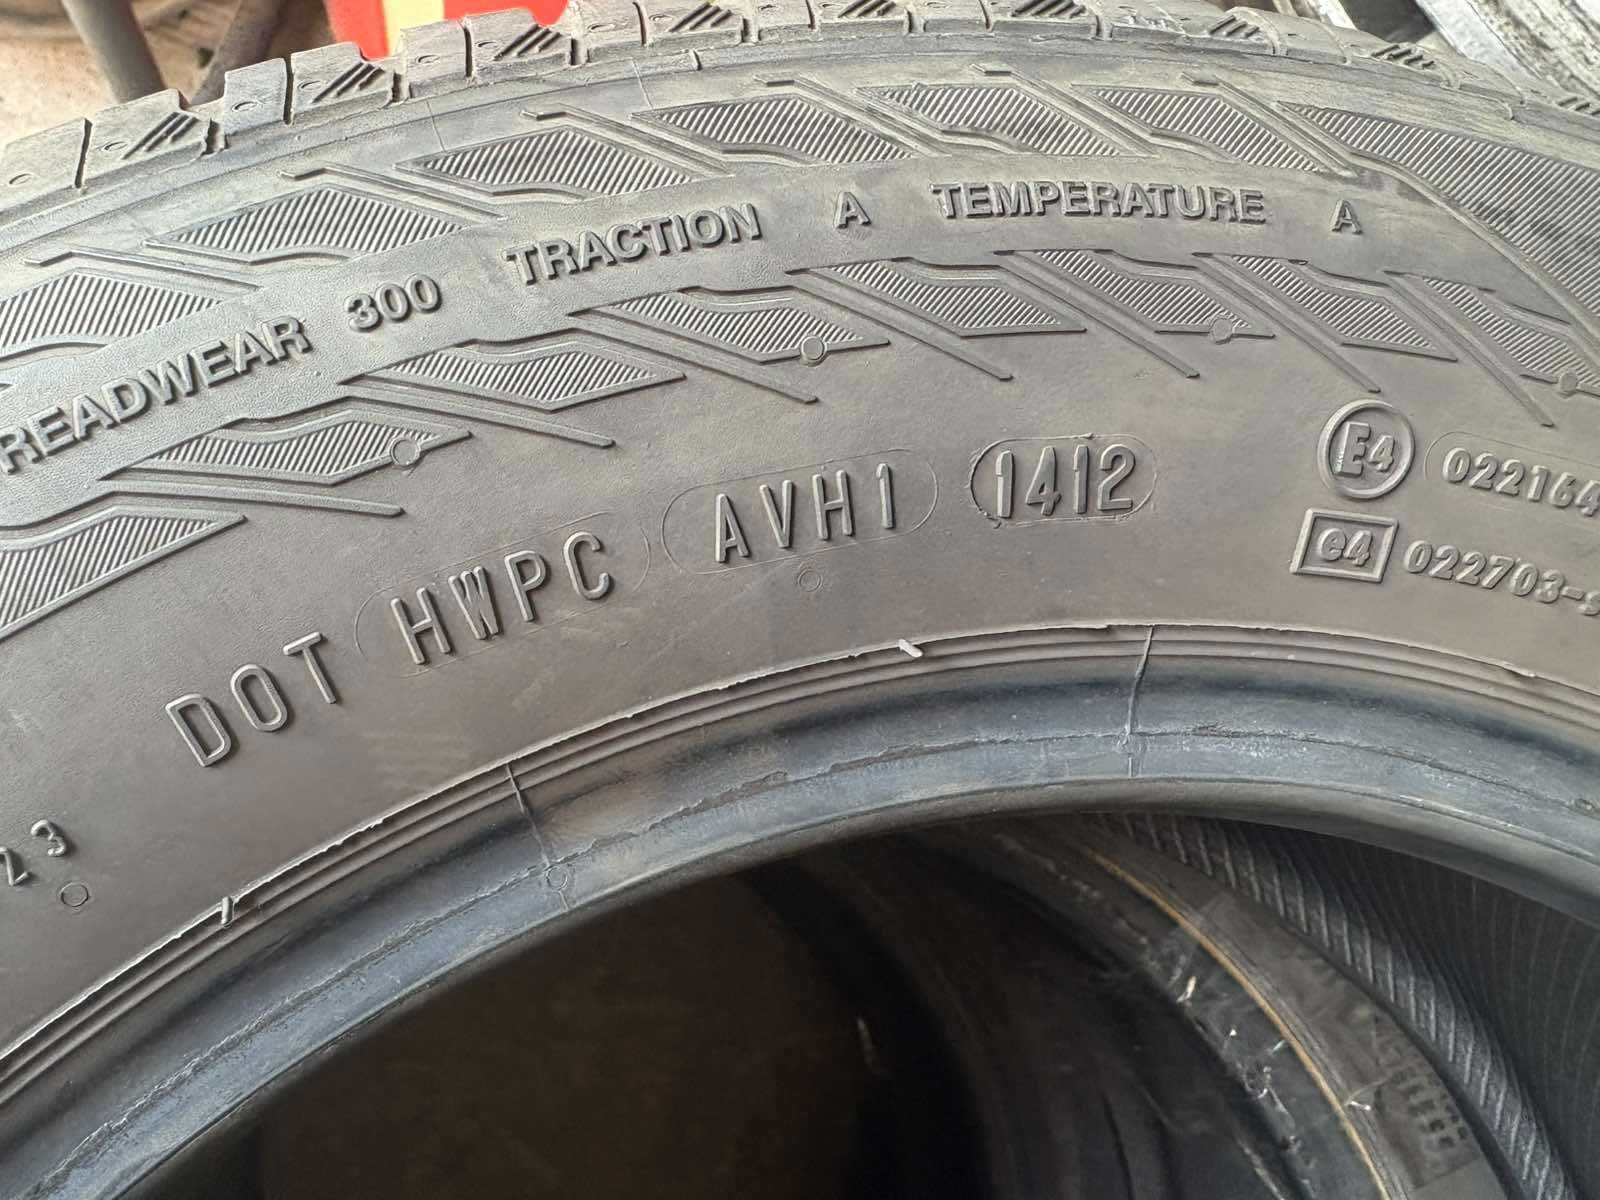 READWEAR 300 TRACTION A TEMPERATURE A
DOT HWPC AVH1 1412
E4 022164
e4 022703-
23